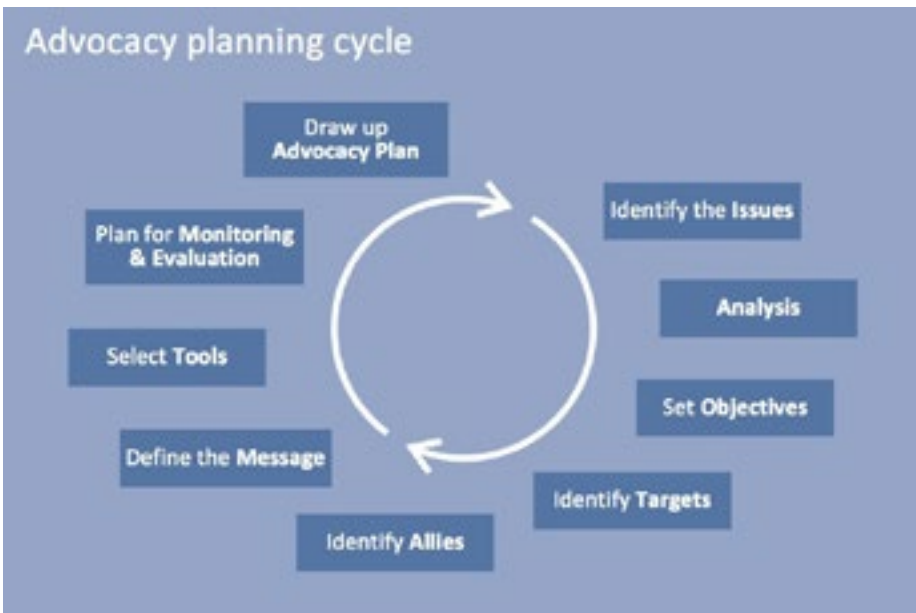 Advocacy planning cycle
Draw up
Advocacy Plan
Identify the Issues
Plan for Monitoring
& Evaluation
Analysis
Select Tools
Set Objectives
Define the Message
Identify Targets
Identify Allies